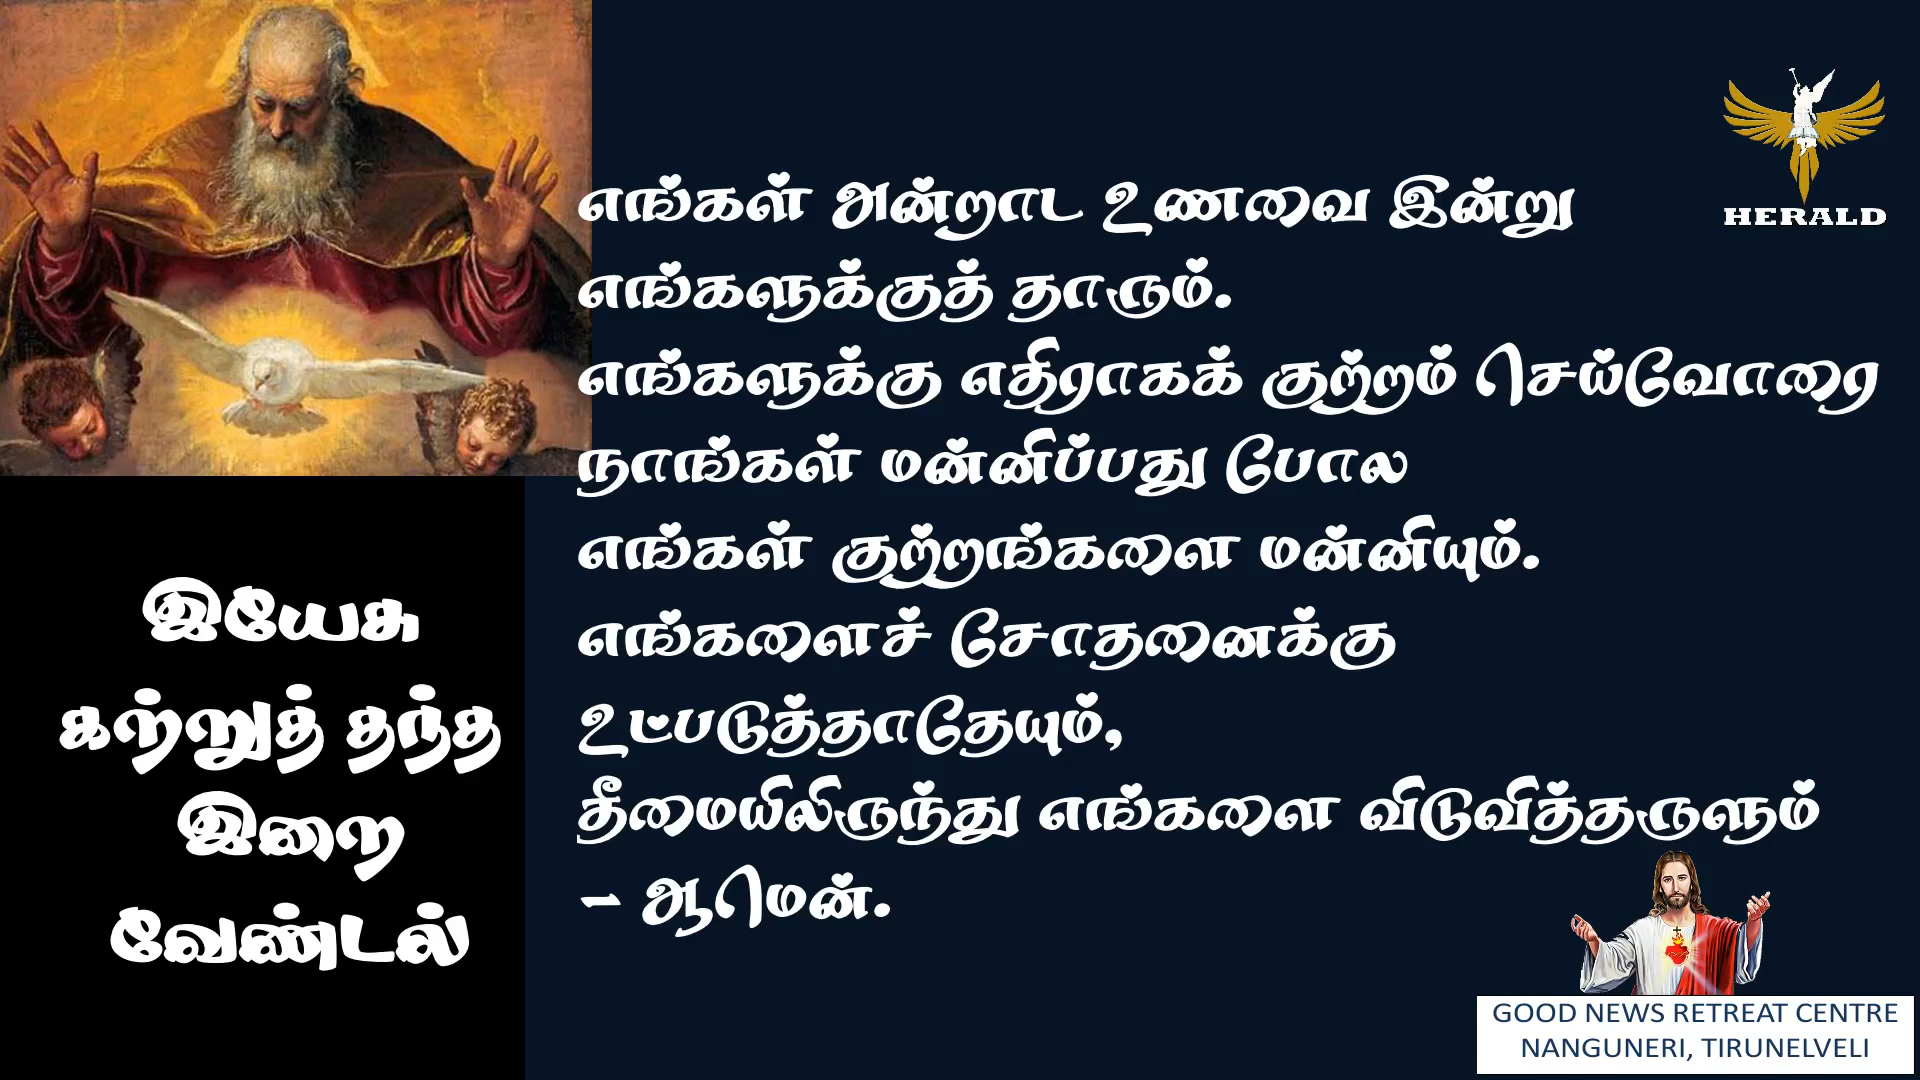 எங்கள் அன்றாட உணவை இன்று
எங்களுக்குத் தாரும்.
எங்களுக்கு எதிராகக் குற்றம் செய்வோரை
நாங்கள் மன்னிப்பது போல
எங்கள் குற்றங்களை மன்னியும்.
எங்களைச் சோதனைக்கு
உட்படுத்தாதேயும்,
தீமையிலிருந்து எங்களை விடுவித்தருளும்
– ஆமென்.
இயேசு
கற்றுத் தந்த
இறை
வேண்டல்
HERALD
GOOD NEWS RETREAT CENTRE
NANGUNERI, TIRUNELVELI